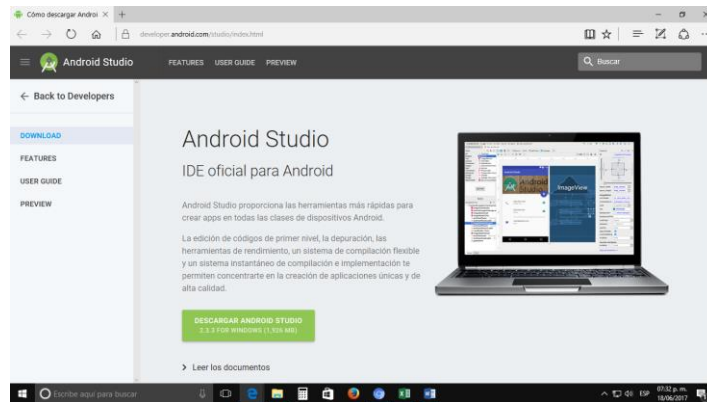 Cómo descargar Androi
developer.android.com/studio/index.html
Android Studio
FEATURES
USER GUIDE
PREVIEW
Buscar
Back to Developers
DOWNLOAD
FEATURES
USER GUIDE
PREVIEW
Android Studio
IDE oficial para Android
Android Studio proporciona las herramientas más rápidas para
crear apps en todas las clases de dispositivos Android.
La edición de códigos de primer nivel, la depuración, las
herramientas de rendimiento, un sistema de compilación flexible
y un sistema instantáneo de compilación e implementación te
permiten concentrarte en la creación de aplicaciones únicas y de
alta calidad.
DESCARGAR ANDROID STUDIO
2.3.3 FOR WINDOWS (1,926 MB)
Leer los documentos
Android
Studio
ImageView
Escribe aquí para buscar
ESP
07:32 p. m.
18/06/2017